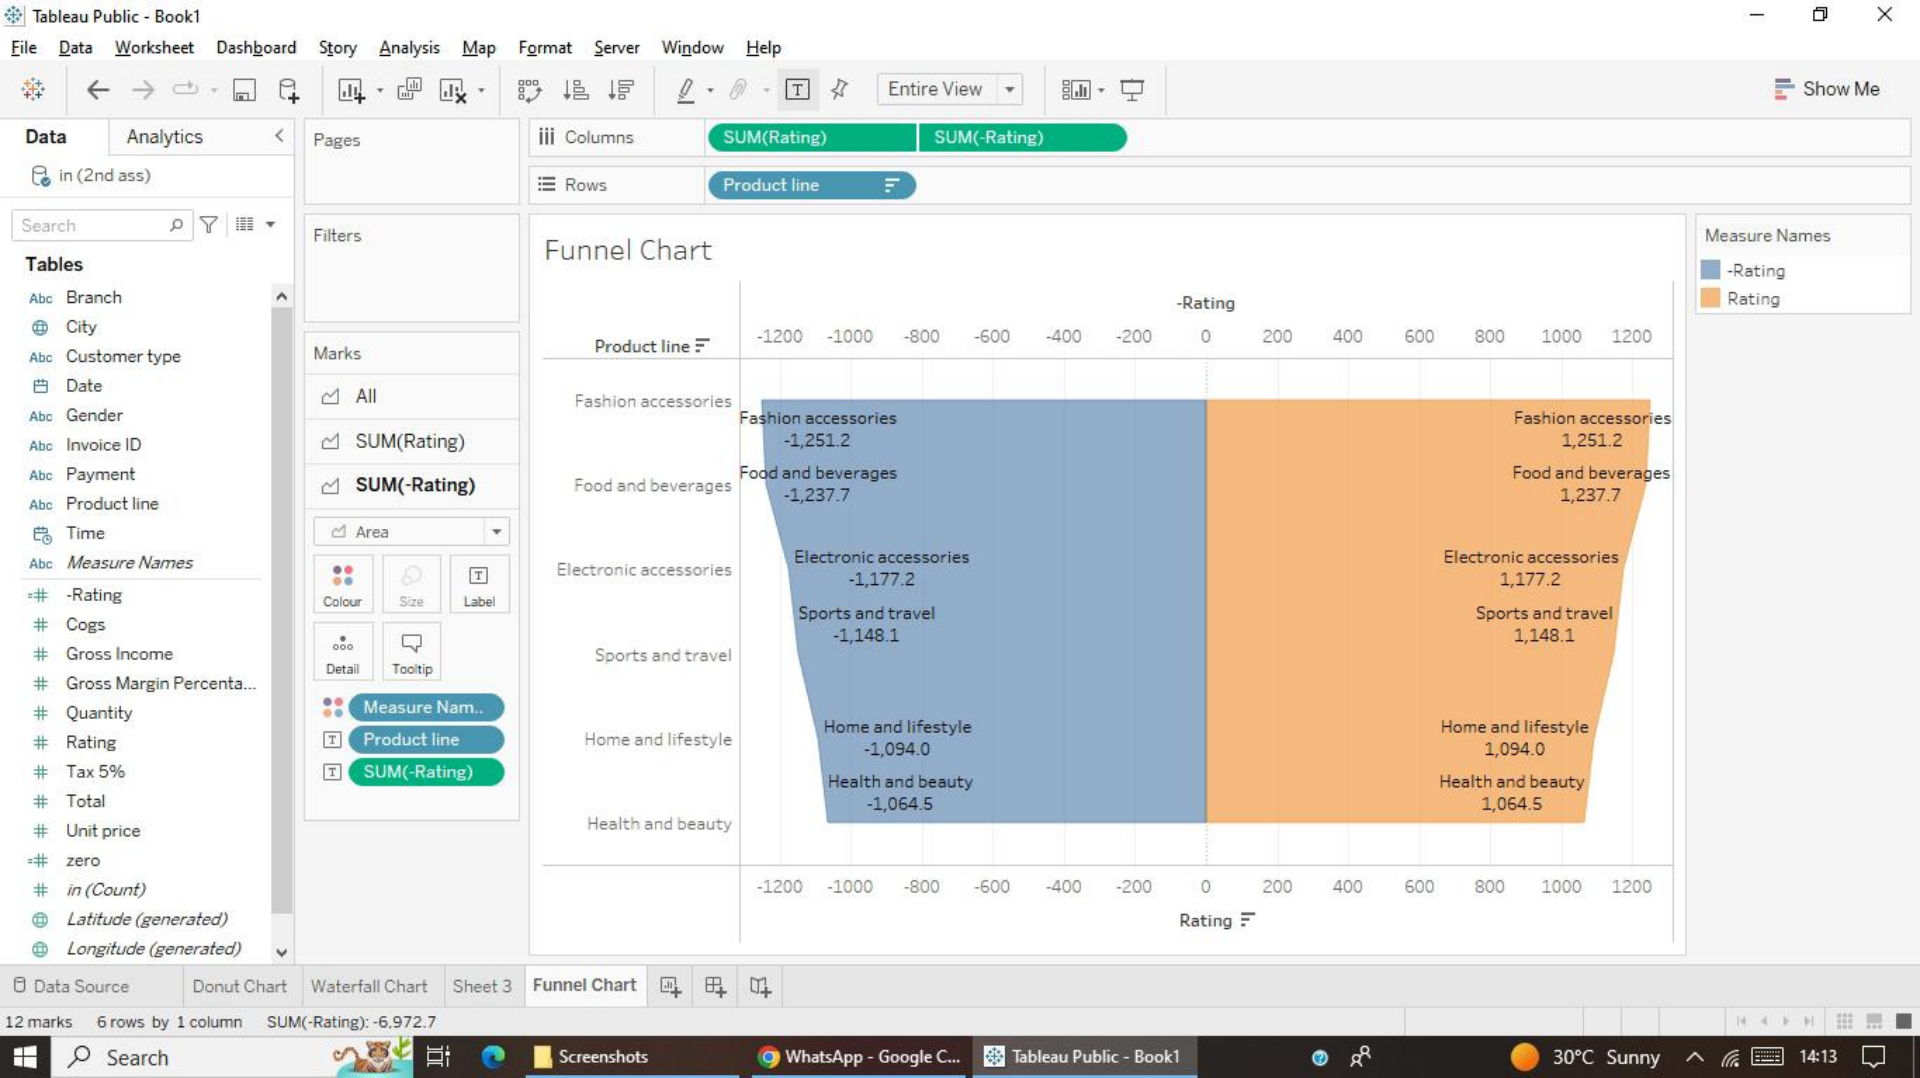 Tableau Public - Book1
File Data Worksheet Dashboard Story Analysis Map Format Server Window Help
Entire View
Show Me
Data Analytics
in (2nd ass)
Search
Tables
Abc Branch
City
Abc Customer type
Date
Abc Gender
Abc Invoice ID
Abc Payment
Abc Product line
Time
Abc Measure Names
=# -Rating
# Cogs
# Gross Income
# Gross Margin Percenta...
# Quantity
# Rating
# Tax 5%
# Total
# Unit price
=# zero
# in (Count)
Latitude (generated)
Longitude (generated)
Pages
Filters
Marks
All
SUM(Rating)
SUM(-Rating)
Area
Colour Size Label
Detail Tooltip
Measure Nam..
Product line
SUM(-Rating)
Columns SUM(Rating) SUM(-Rating)
Rows Product line
Funnel Chart
-Rating
Product line
-1200 -1000 -800 -600 -400 -200 0 200 400 600 800 1000 1200
Fashion accessories
Food and beverages
Electronic accessories
Sports and travel
Home and lifestyle
Health and beauty
Fashion accessories
-1,251.2
Food and beverages
-1,237.7
Electronic accessories
-1,177.2
Sports and travel
-1,148.1
Home and lifestyle
-1,094.0
Health and beauty
-1,064.5
Fashion accessories
1,251.2
Food and beverages
1,237.7
Electronic accessories
1,177.2
Sports and travel
1,148.1
Home and lifestyle
1,094.0
Health and beauty
1,064.5
-1200 -1000 -800 -600 -400 -200 0 200 400 600 800 1000 1200
Rating
Measure Names
-Rating
Rating
Data Source Donut Chart Waterfall Chart Sheet 3 Funnel Chart
12 marks 6 rows by 1 column SUM(-Rating): -6,972.7
Search
Screenshots
WhatsApp - Google C...
Tableau Public - Book1
30°C Sunny
14:13